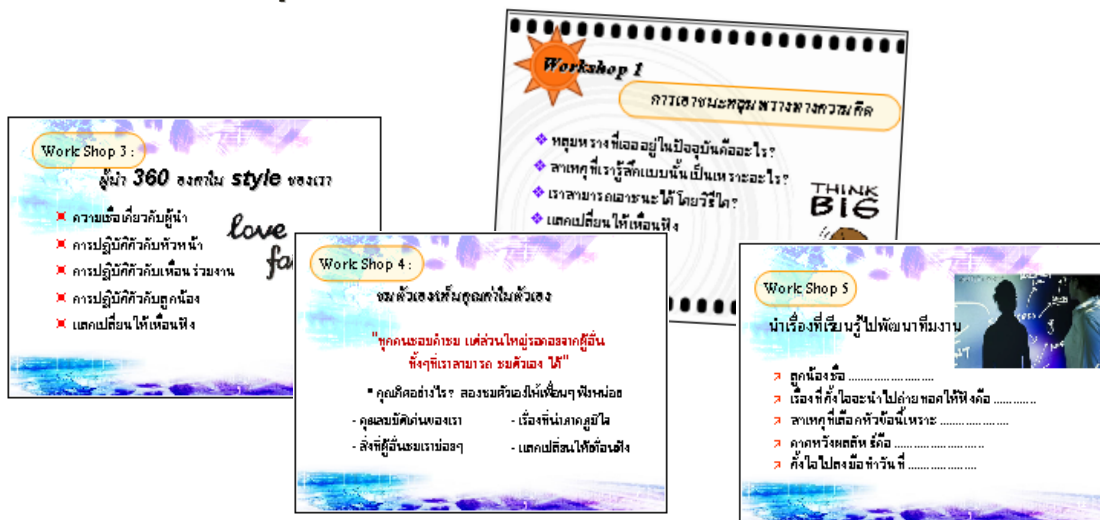 Workshop 1
การเอาชนะหลุมพรางทางความคิด
หลุมพรางที่เจออยู่ในปัจจุบันคืออะไร?
สาเหตุที่เรารู้สึกแบบนั้นเป็นเพราะอะไร?
เราสามารถเอาชนะได้โดยวิธีใด?
แลกเปลี่ยนให้เพื่อนฟัง
THINK
BIG
Work Shop 3 :
ผู้นำ 360 องศาใน style ของเรา
ความเชื่อเกี่ยวกับผู้นำ
การปฏิบัติตัวกับหัวหน้า
การปฏิบัติตัวกับเพื่อนร่วมงาน
การปฏิบัติตัวกับลูกน้อง
แลกเปลี่ยนให้เพื่อนฟัง
love
Work Shop 4 :
ชมตัวเองเห็นคุณค่าในตัวเอง
"ทุกคนชอบคำชม แต่ส่วนใหญ่รอคอยจากผู้อื่น
ทั้งๆที่เราสามารถ ชมตัวเอง ได้"
* คุณคิดอย่างไร? ลองชมตัวเองให้เพื่อนๆ ฟังหน่อย
- คุณสมบัติเด่นของเรา
- เรื่องที่น่าภาคภูมิใจ
- สิ่งที่ผู้อื่นชมเราบ่อยๆ
- แลกเปลี่ยนให้เพื่อนฟัง
Work Shop 5
นำเรื่องที่เรียนรู้ไปพัฒนาทีมงาน
ลูกน้องชื่อ ........................
เรื่องที่ตั้งใจจะนำไปถ่ายทอดให้ฟังคือ ............
สาเหตุที่เลือกหัวข้อนี้เพราะ ...................
คาดหวังผลลัพธ์คือ .........................
ตั้งใจไปลงมือทำวันที่ ...................